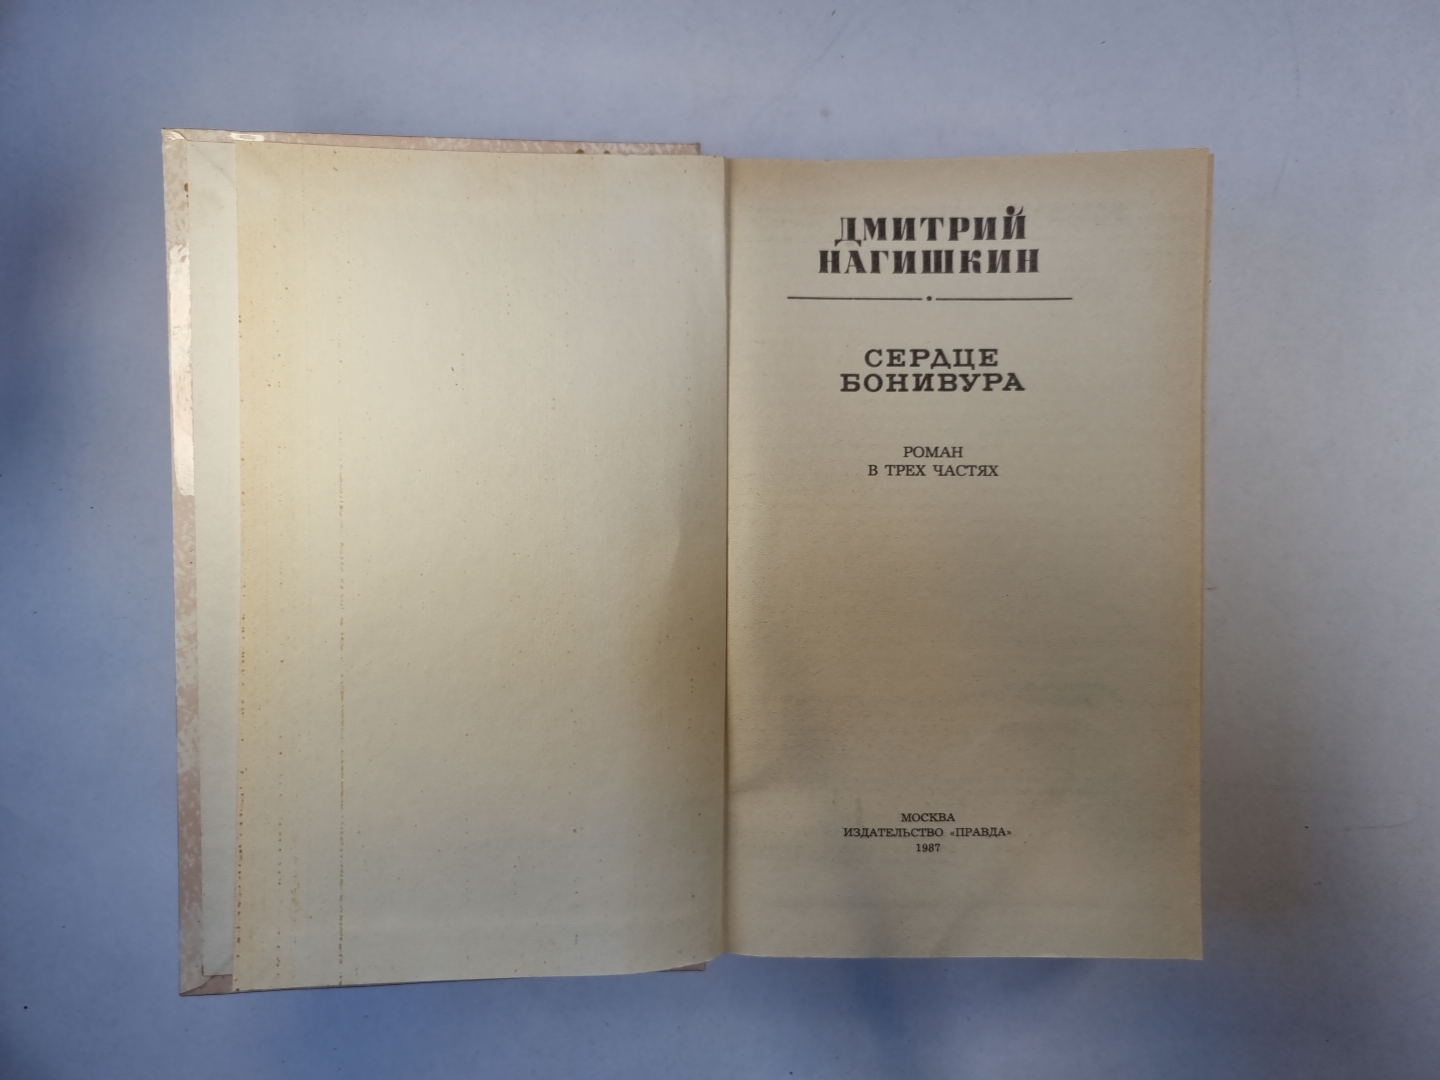 ДМИТРИЙ
НАГИШКИН
СЕРДЦЕ
БОНИВУРА
РОМАН
В ТРЕХ ЧАСТЯХ
МОСКВА
ИЗДАТЕЛЬСТВО «ПРАВДА»
1987